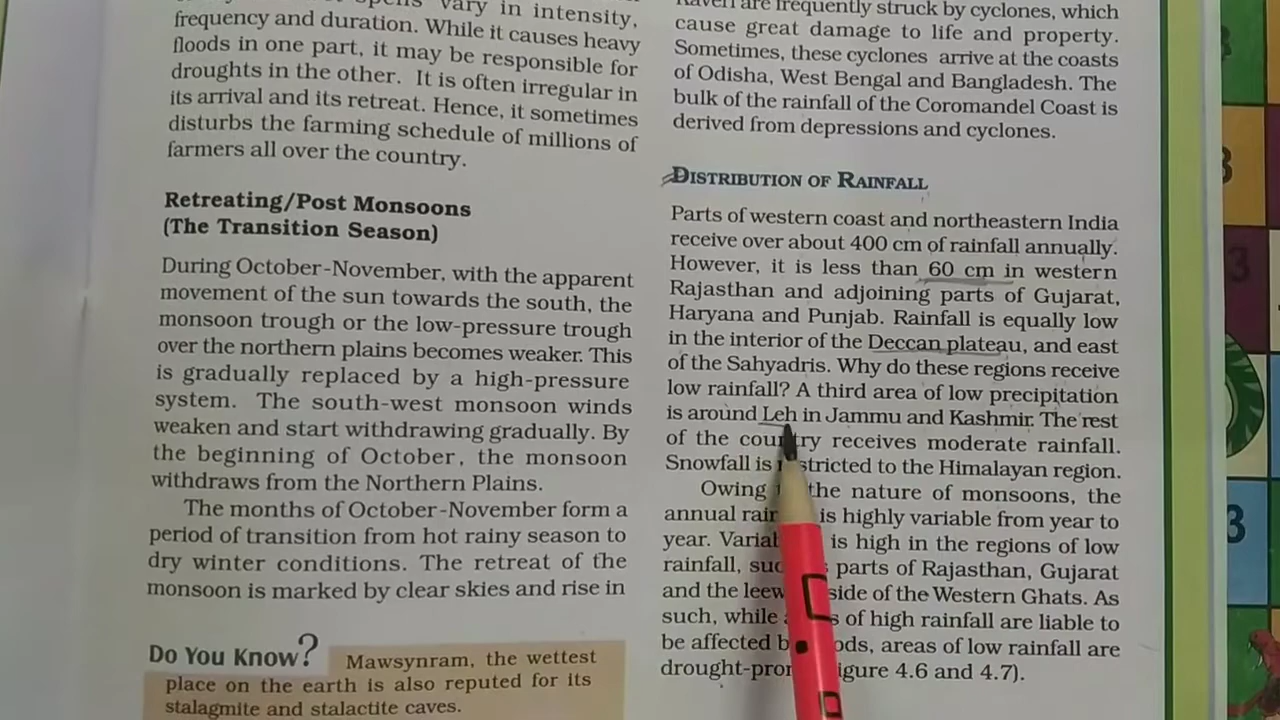 vary in intensity,
frequency and duration. While it causes heavy
floods in one part, it may be responsible for
droughts in the other. It is often irregular in
its arrival and its retreat. Hence, it sometimes
disturbs the farming schedule of millions of
farmers all over the country.
Retreating/Post Monsoons
(The Transition Season)
During October-November, with the apparent
movement of the sun towards the south, the
monsoon trough or the low-pressure trough
over the northern plains becomes weaker. This
is gradually replaced by a high-pressure
system. The south-west monsoon winds
weaken and start withdrawing gradually. By
the beginning of October, the monsoon
withdraws from the Northern Plains.
The months of October-November form a
period of transition from hot rainy season to
dry winter conditions. The retreat of the
monsoon is marked by clear skies and rise in
Do You Know?
Mawsynram, the wettest
place on the earth is also reputed for its
stalagmite and stalactite caves.
are frequently struck by cyclones, which
cause great damage to life and property.
Sometimes, these cyclones arrive at the coasts
of Odisha, West Bengal and Bangladesh. The
bulk of the rainfall of the Coromandel Coast is
derived from depressions and cyclones.
DISTRIBUTION OF RAINFALL
Parts of western coast and northeastern India
receive over about 400 cm of rainfall annually.
However, it is less than 60 cm in western
Rajasthan and adjoining parts of Gujarat,
Haryana and Punjab. Rainfall is equally low
in the interior of the Deccan plateau, and east
of the Sahyadris. Why do these regions receive
low rainfall? A third area of low precipitation
is around Leh in Jammu and Kashmir. The rest
of the country receives moderate rainfall.
Snowfall is restricted to the Himalayan region.
Owing the nature of monsoons, the
annual is highly variable from year to
year. is high in the regions of low
rainfall, parts of Rajasthan, Gujarat
and the side of the Western Ghats. As
such, while of high rainfall are liable to
be affected areas of low rainfall are
4.6 and 4.7).
3
3
3